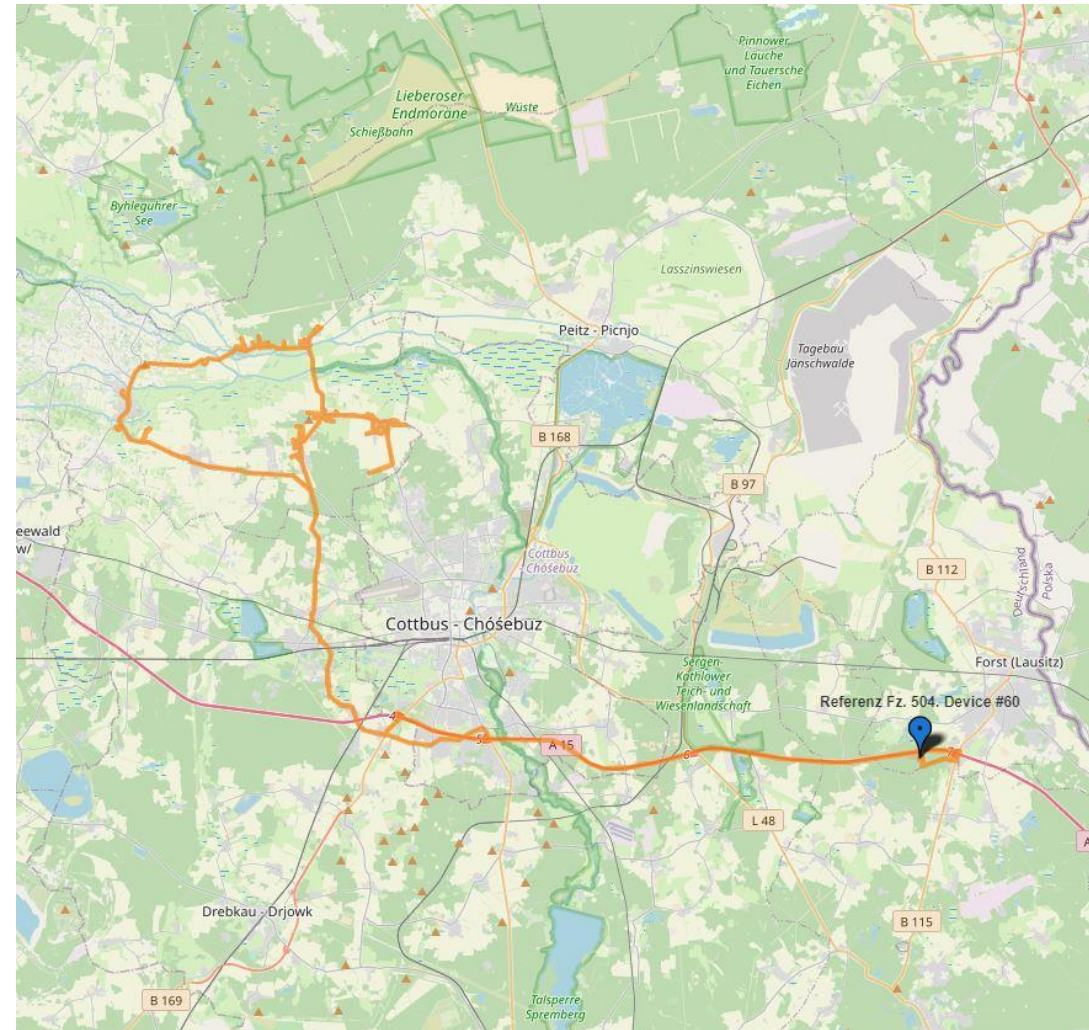 Pinnower
Läuche
und Tauersche
Eichen
Lieberoser
Endmoräne
Wüste
Schießbahn
Byhleguhrer
See
Lasszinswiesen
Peitz - Picnjo
Tagebau
Jänschwalde
B 168
B 97
eewald
w/
Cottbus
- Chóśebuz
B 112
Deutschland
Polska
Cottbus - Chóśebuz
Forst (Lausitz)
Sergen-
Kathlower
Teich- und
Wiesenlandschaft
Referenz Fz. 504. Device #60
4
5
A 15
6
7
L 48
A
Drebkau - Drjowk
B 115
B 169
Talsperre
Spremberg